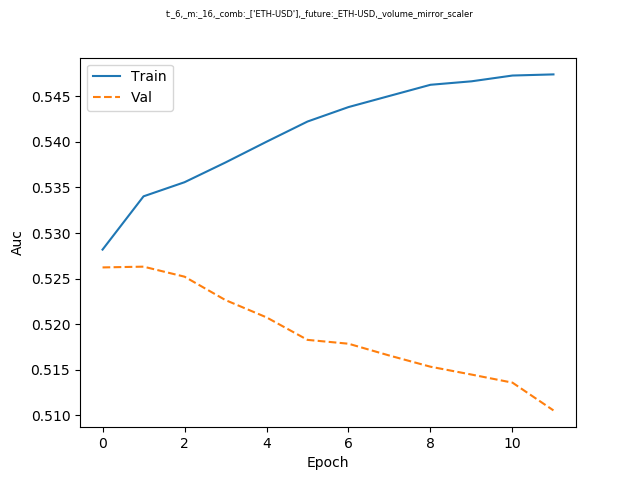 t:_6,_m:_16,_comb:_['ETH-USD'],_future:_ETH-USD,_volume_mirror_scaler
Train
Val
0.545
0.540
0.535
0.530
0.525
0.520
0.515
0.510
Auc
0 2 4 6 8 10
Epoch